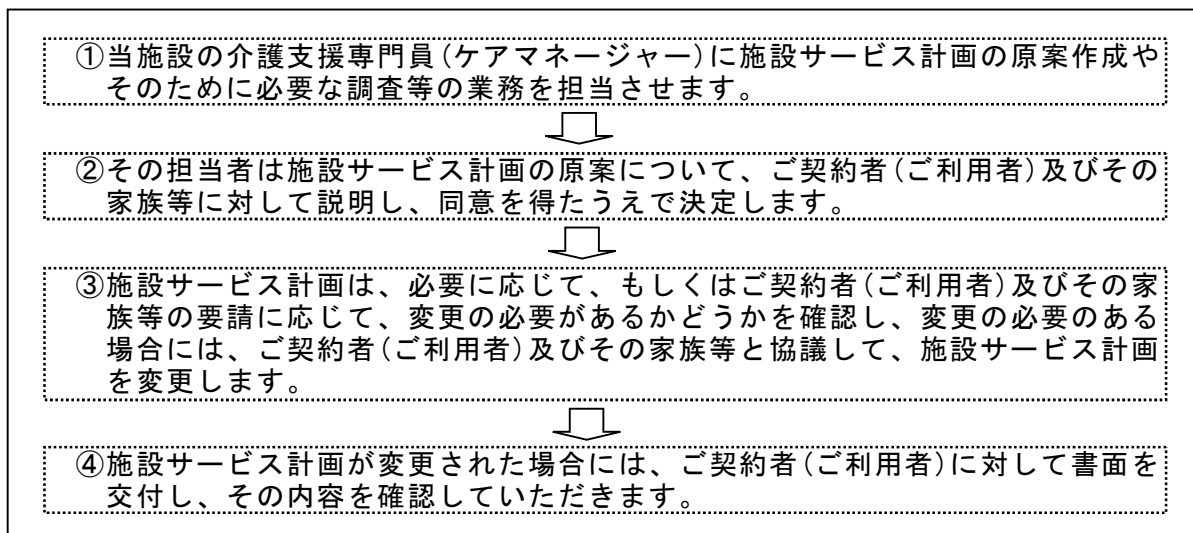 ①当施設の介護支援専門員(ケアマネージャー)に施設サービス計画の原案作成や
そのために必要な調査等の業務を担当させます。
②その担当者は施設サービス計画の原案について、ご契約者(ご利用者)及びその
家族等に対して説明し、同意を得たうえで決定します。
③施設サービス計画は、必要に応じて、もしくはご契約者(ご利用者)及びその家
族等の要請に応じて、変更の必要があるかどうかを確認し、変更の必要のある
場合には、ご契約者(ご利用者)及びその家族等と協議して、施設サービス計画
を変更します。
④施設サービス計画が変更された場合には、ご契約者(ご利用者)に対して書面を
交付し、その内容を確認していただきます。